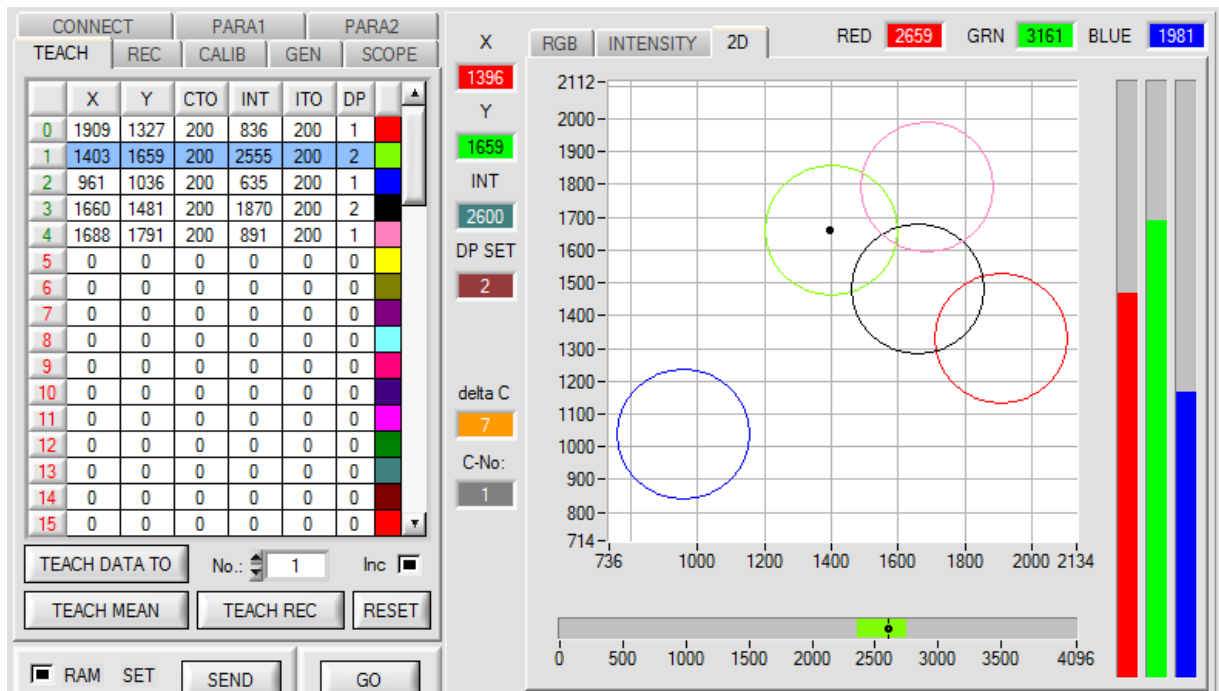 CONNECT PARA1 PARA2
TEACH REC CALIB GEN SCOPE
X Y CTO INT ITO DP
0 1909 1327 200 836 200 1
1 1403 1659 200 2555 200 2
2 961 1036 200 635 200 1
3 1660 1481 200 1870 200 2
4 1688 1791 200 891 200 1
5 0 0 0 0 0 0
6 0 0 0 0 0 0
7 0 0 0 0 0 0
8 0 0 0 0 0 0
9 0 0 0 0 0 0
10 0 0 0 0 0 0
11 0 0 0 0 0 0
12 0 0 0 0 0 0
13 0 0 0 0 0 0
14 0 0 0 0 0 0
15 0 0 0 0 0 0
TEACH DATA TO No.: 1 Inc
TEACH MEAN TEACH REC RESET
RAM SET SEND GO
X
1396
Y
1659
INT
2600
DP SET
2
delta C
7
C-No:
1
RGB INTENSITY 2D RED 2659 GRN 3161 BLUE 1981
2112
2000
1900
1800
1700
1600
1500
1400
1300
1200
1100
1000
900
800
714
736 1000 1200 1400 1600 1800 2000 2134
0 500 1000 1500 2000 2500 3000 3500 4096